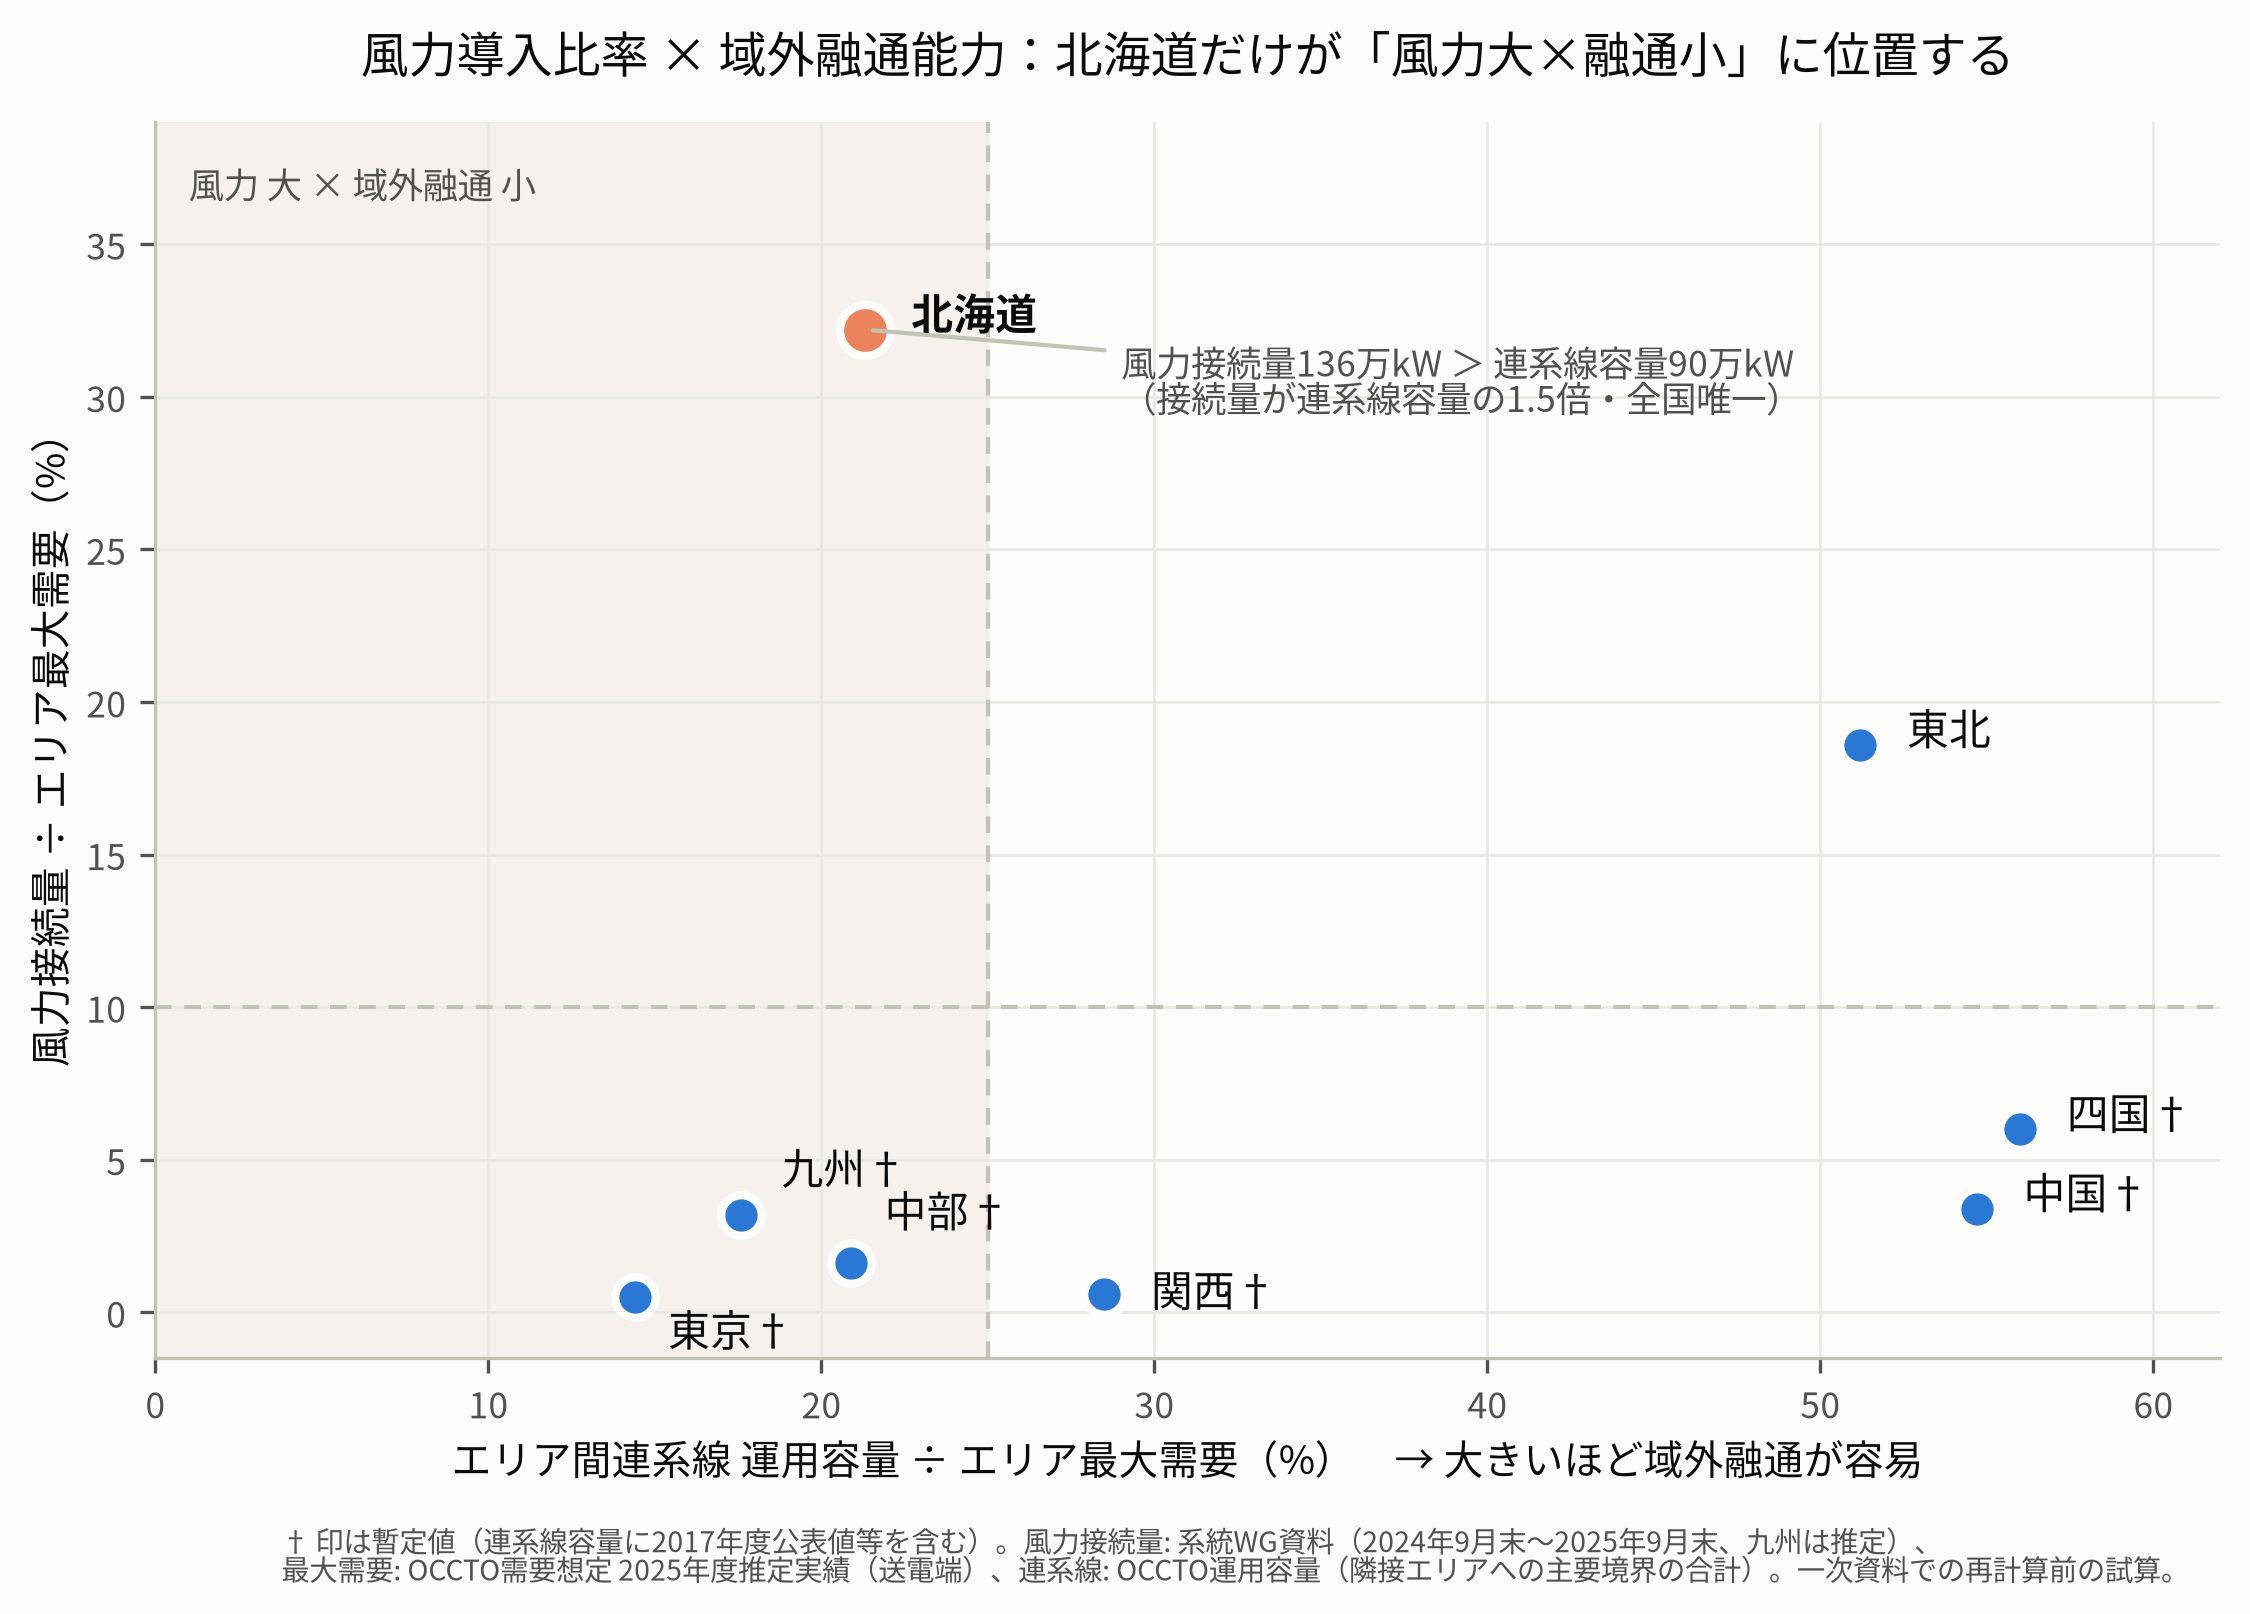 風力導入比率 × 域外融通能力：北海道だけが「風力大×融通小」に位置する
風力 大 × 域外融通 小
北海道
風力接続量136万kW ＞ 連系線容量90万kW
（接続量が連系線容量の1.5倍・全国唯一）
東北
四国 †
中国 †
九州 †
中部 †
関西 †
東京 †
風力接続量 ÷ エリア最大需要（%）
35
30
25
20
15
10
5
0
0 10 20 30 40 50 60
エリア間連系線 運用容量 ÷ エリア最大需要（%）　→ 大きいほど域外融通が容易
† 印は暫定値（連系線容量に2017年度公表値等を含む）。風力接続量: 系統WG資料（2024年9月末～2025年9月末、九州は推定）、
最大需要: OCCTO需要想定 2025年度推定実績（送電端）、連系線: OCCTO運用容量（隣接エリアへの主要境界の合計）。一次資料での再計算前の試算。